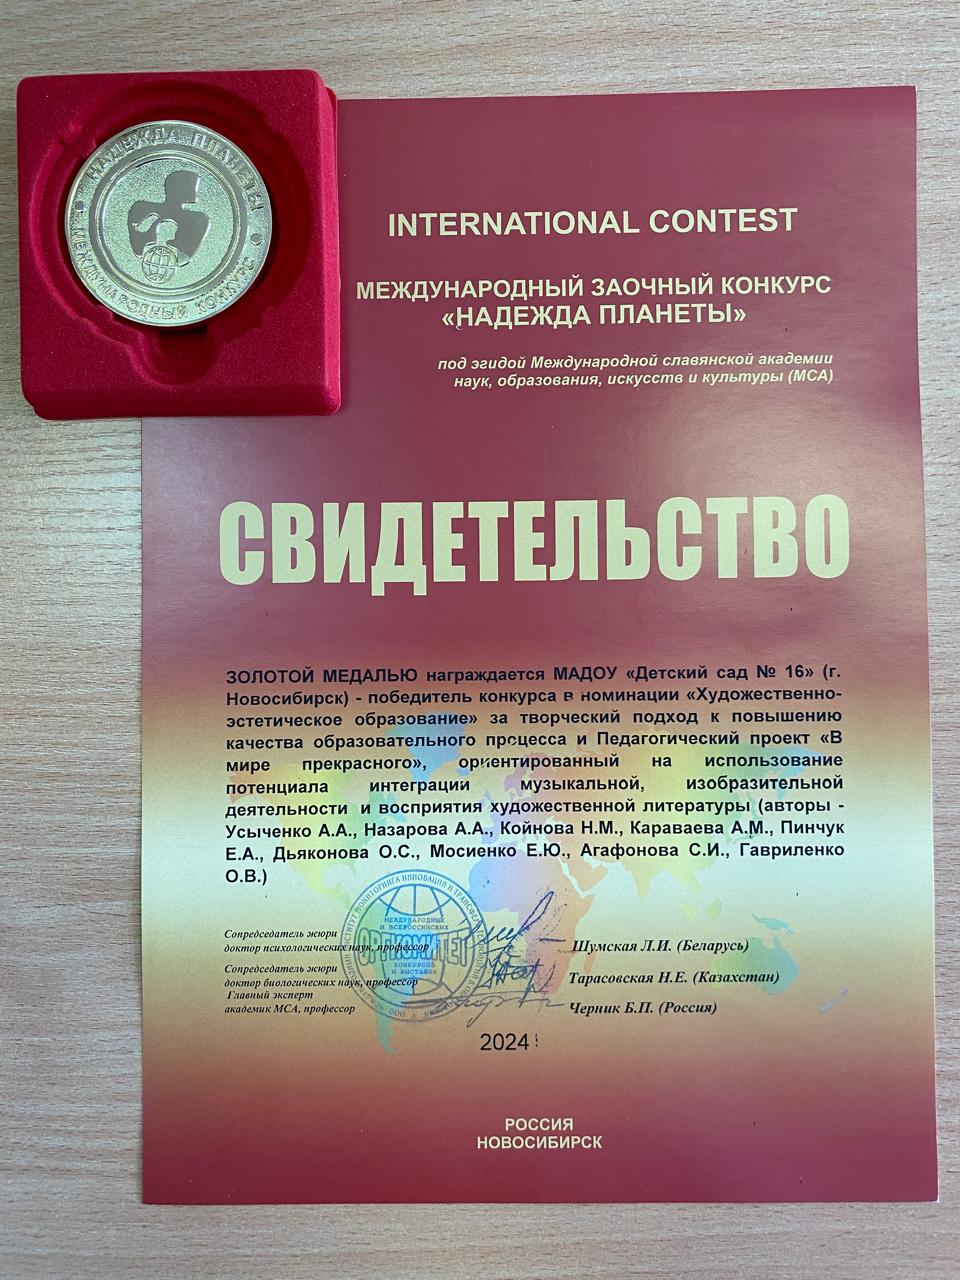 НАДЕЖДА ПЛАНЕТЫ
МЕЖДУНАРОДНЫЙ КОНКУРС
INTERNATIONAL CONTEST
МЕЖДУНАРОДНЫЙ ЗАОЧНЫЙ КОНКУРС
«НАДЕЖДА ПЛАНЕТЫ»
под эгидой Международной славянской академии
наук, образования, искусств и культуры (МСА)
СВИДЕТЕЛЬСТВО
ЗОЛОТОЙ МЕДАЛЬЮ награждается МАДОУ «Детский сад № 16» (г.
Новосибирск) - победитель конкурса в номинации «Художественно-
эстетическое образование» за творческий подход к повышению
качества образовательного процесса и Педагогический проект «В
мире прекрасного», ориентированный на использование
потенциала интеграции музыкальной, изобразительной
деятельности и восприятия художественной литературы (авторы -
Усыченко А.А., Назарова А.А., Койнова Н.М., Караваева А.М., Пинчук
Е.А., Дьяконова О.С., Мосиенко Е.Ю., Агафонова С.И., Гавриленко
О.В.)
МЕЖДУНАРОДНЫХ
И ВСЕРОССИЙСКИХ
ОРГКОМИТЕТ
КОНКУРСОВ
И ВЫСТАВОК
Сопредседатель жюри
доктор психологических наук, профессор Шумская Л.И. (Беларусь)
Сопредседатель жюри
доктор биологических наук, профессор Тарасовская Н.Е. (Казахстан)
Главный эксперт
академик МСА, профессор Черник Б.П. (Россия)
2024
РОССИЯ
НОВОСИБИРСК